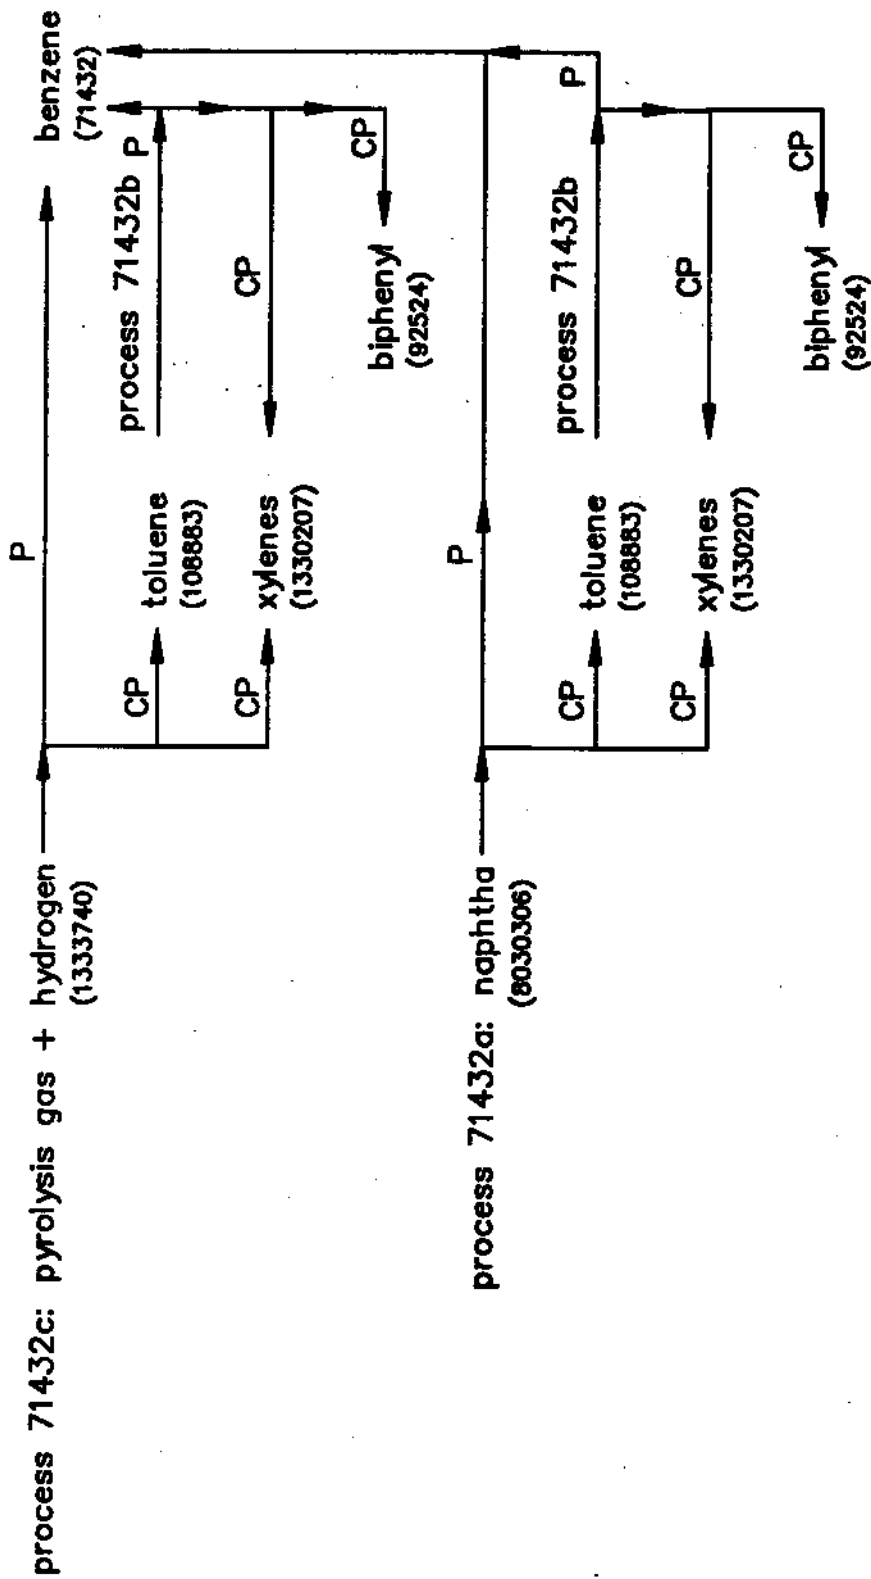 process 71432c: pyrolysis gas + hydrogen
(1333740)
P
benzene
(71432)
CP
toluene
(108883)
process 71432b
P
CP
xylenes
(1330207)
CP
CP
biphenyl
(92524)
process 71432a: naphtha
(8030306)
P
CP
toluene
(108883)
process 71432b
P
CP
xylenes
(1330207)
CP
CP
biphenyl
(92524)